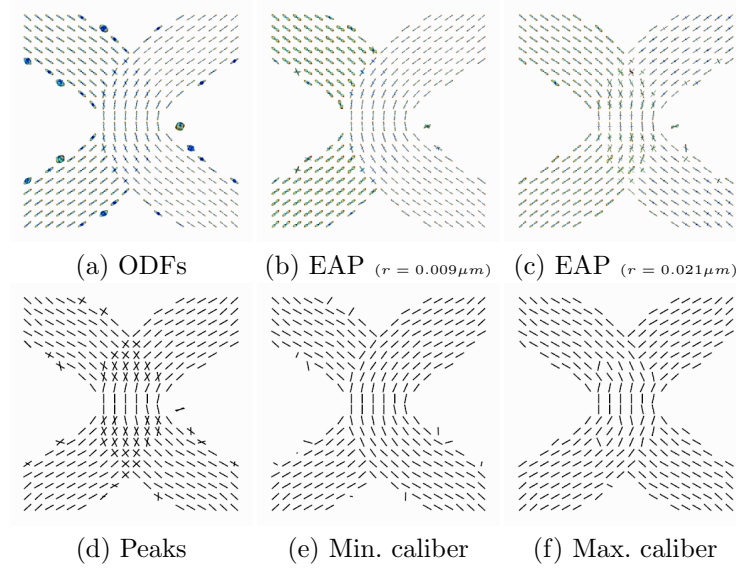 (a) ODFs
(b) EAP (r = 0.009μm)
(c) EAP (r = 0.021μm)
(d) Peaks
(e) Min. caliber
(f) Max. caliber